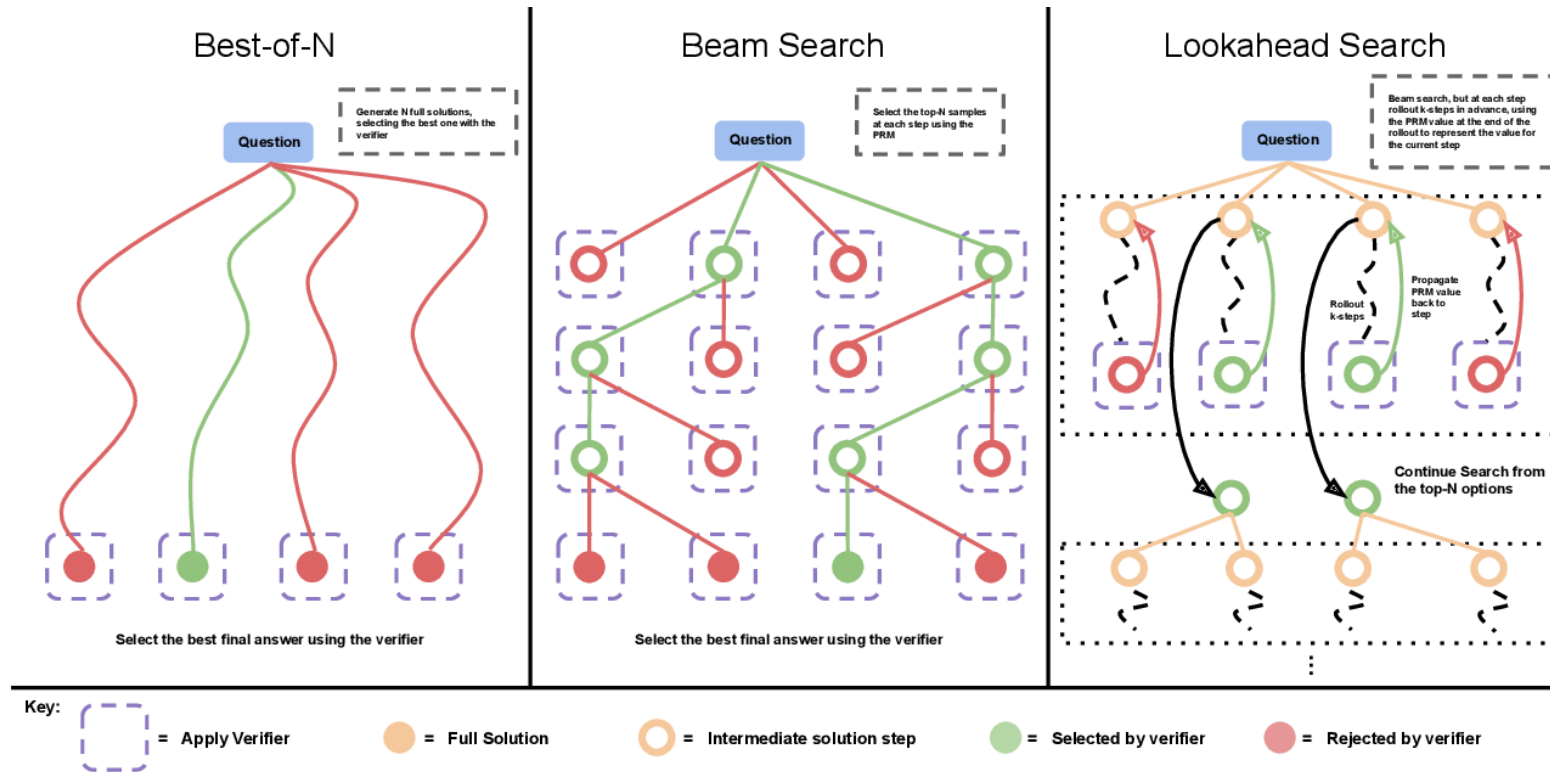 Best-of-N
Generate N full solutions,
selecting the best one with the
verifier
Question
Select the best final answer using the verifier
Beam Search
Select the top-N samples
at each step using the
PRM
Question
Select the best final answer using the verifier
Lookahead Search
Beam search, but at each step
rollout k-steps in advance, using
the PRM value at the end of the
rollout to represent the value for
the current step
Question
Rollout
k-steps
Propagate
PRM value
back to
step
Continue Search from
the top-N options
Key:
= Apply Verifier
= Full Solution
= Intermediate solution step
= Selected by verifier
= Rejected by verifier